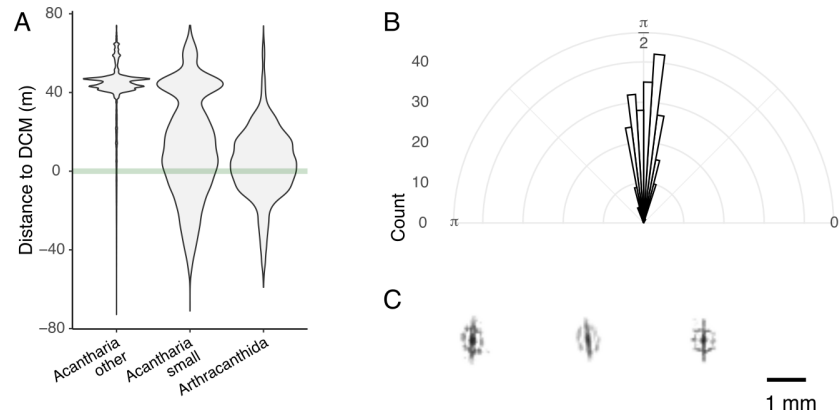 A
Distance to DCM (m)
80
40
0
−40
−80
Acantharia
other
Acantharia
small
Arthracanthida
B
Count
40
30
20
10
0
π
π
2
0
C
1 mm